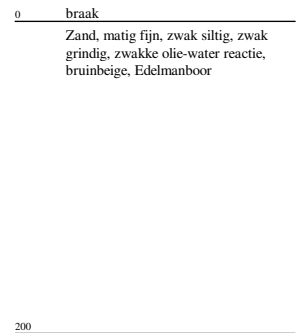 0 braak
Zand, matig fijn, zwak siltig, zwak
grindig, zwakke olie-water reactie,
bruinbeige, Edelmanboor
200